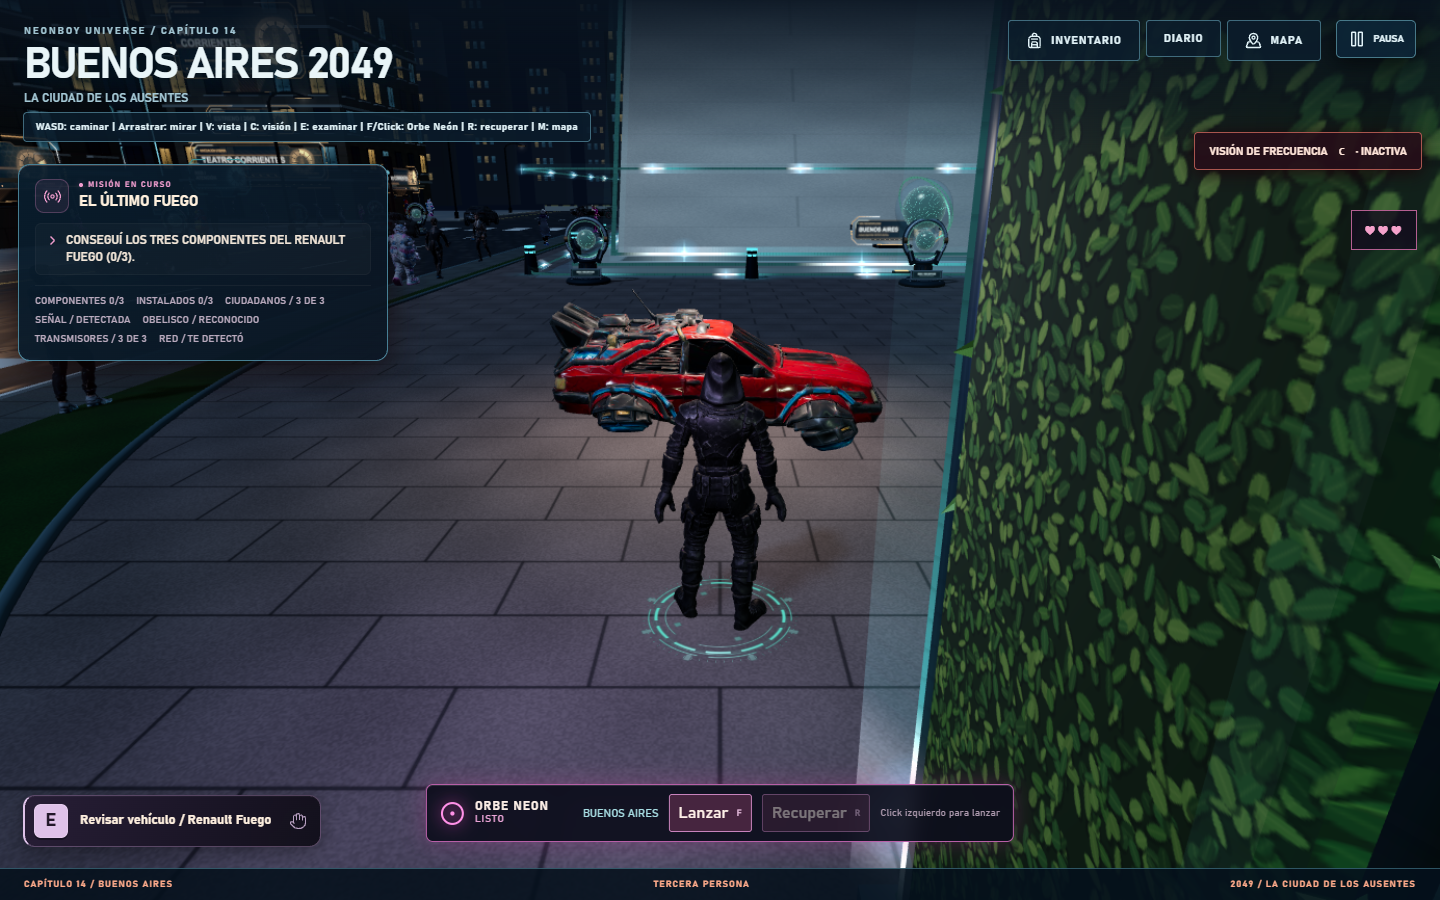 NEONBOY UNIVERSE / CAPÍTULO 14
BUENOS AIRES 2049
LA CIUDAD DE LOS AUSENTES
WASD: caminar | Arrastrar: mirar | V: vista | C: visión | E: examinar | F/Click: Orbe Neón | R: recuperar | M: mapa
INVENTARIO
DIARIO
MAPA
PAUSA
CORRIENTES
TEATRO CORRIENTES
VISIÓN DE FRECUENCIA C - INACTIVA
MISIÓN EN CURSO
EL ÚLTIMO FUEGO
CONSEGUÍ LOS TRES COMPONENTES DEL RENAULT
FUEGO (0/3).
COMPONENTES 0/3 INSTALADOS 0/3 CIUDADANOS / 3 DE 3
SEÑAL / DETECTADA OBELISCO / RECONOCIDO
TRANSMISORES / 3 DE 3 RED / TE DETECTÓ
BUENOS AIRES
E Revisar vehículo / Renault Fuego
ORBE NEON
LISTO
BUENOS AIRES
Lanzar F
Recuperar R
Click izquierdo para lanzar
CAPÍTULO 14 / BUENOS AIRES
TERCERA PERSONA
2049 / LA CIUDAD DE LOS AUSENTES